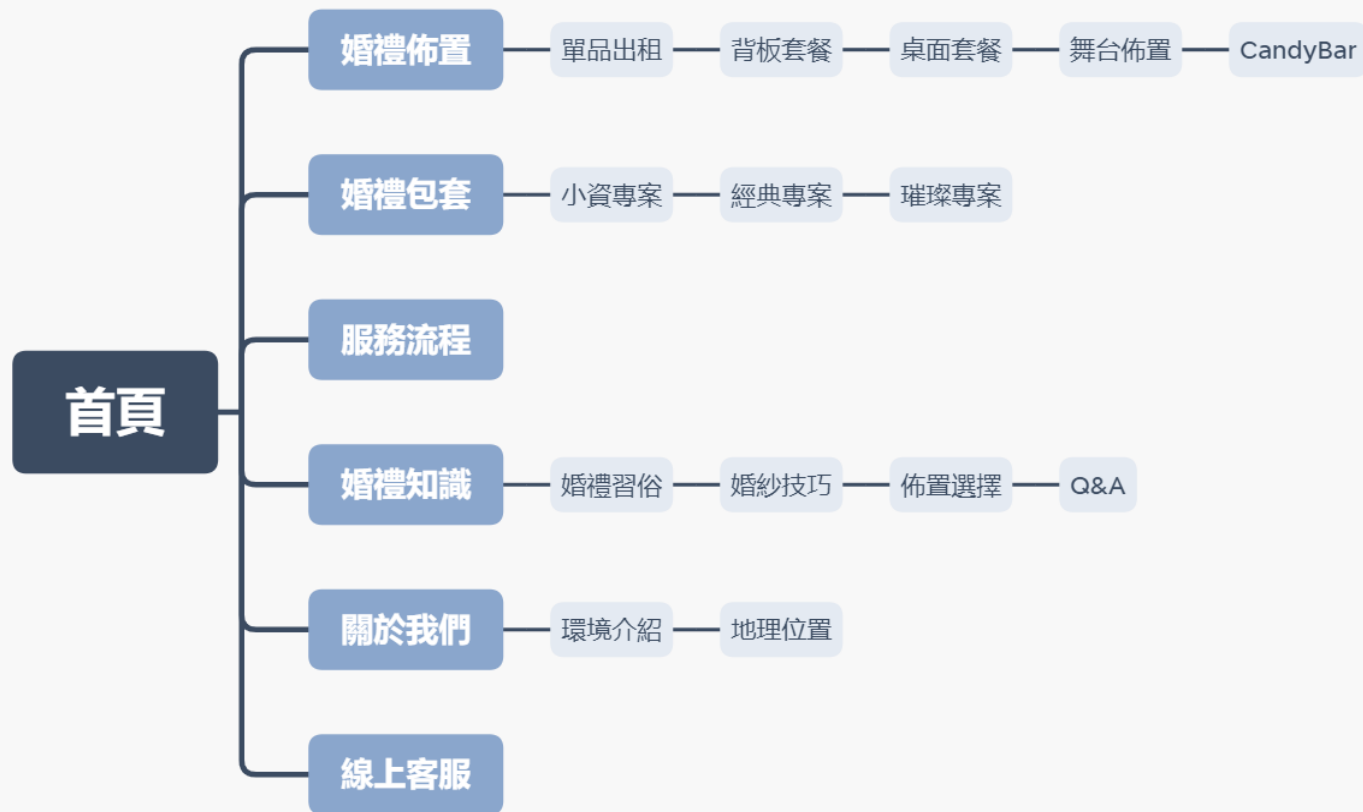 婚禮佈置 單品出租 背板套餐 桌面套餐 舞台佈置 CandyBar
婚禮包套 小資專案 經典專案 璀璨專案
服務流程
首頁
婚禮知識 婚禮習俗 婚紗技巧 佈置選擇 Q&A
關於我們 環境介紹 地理位置
線上客服